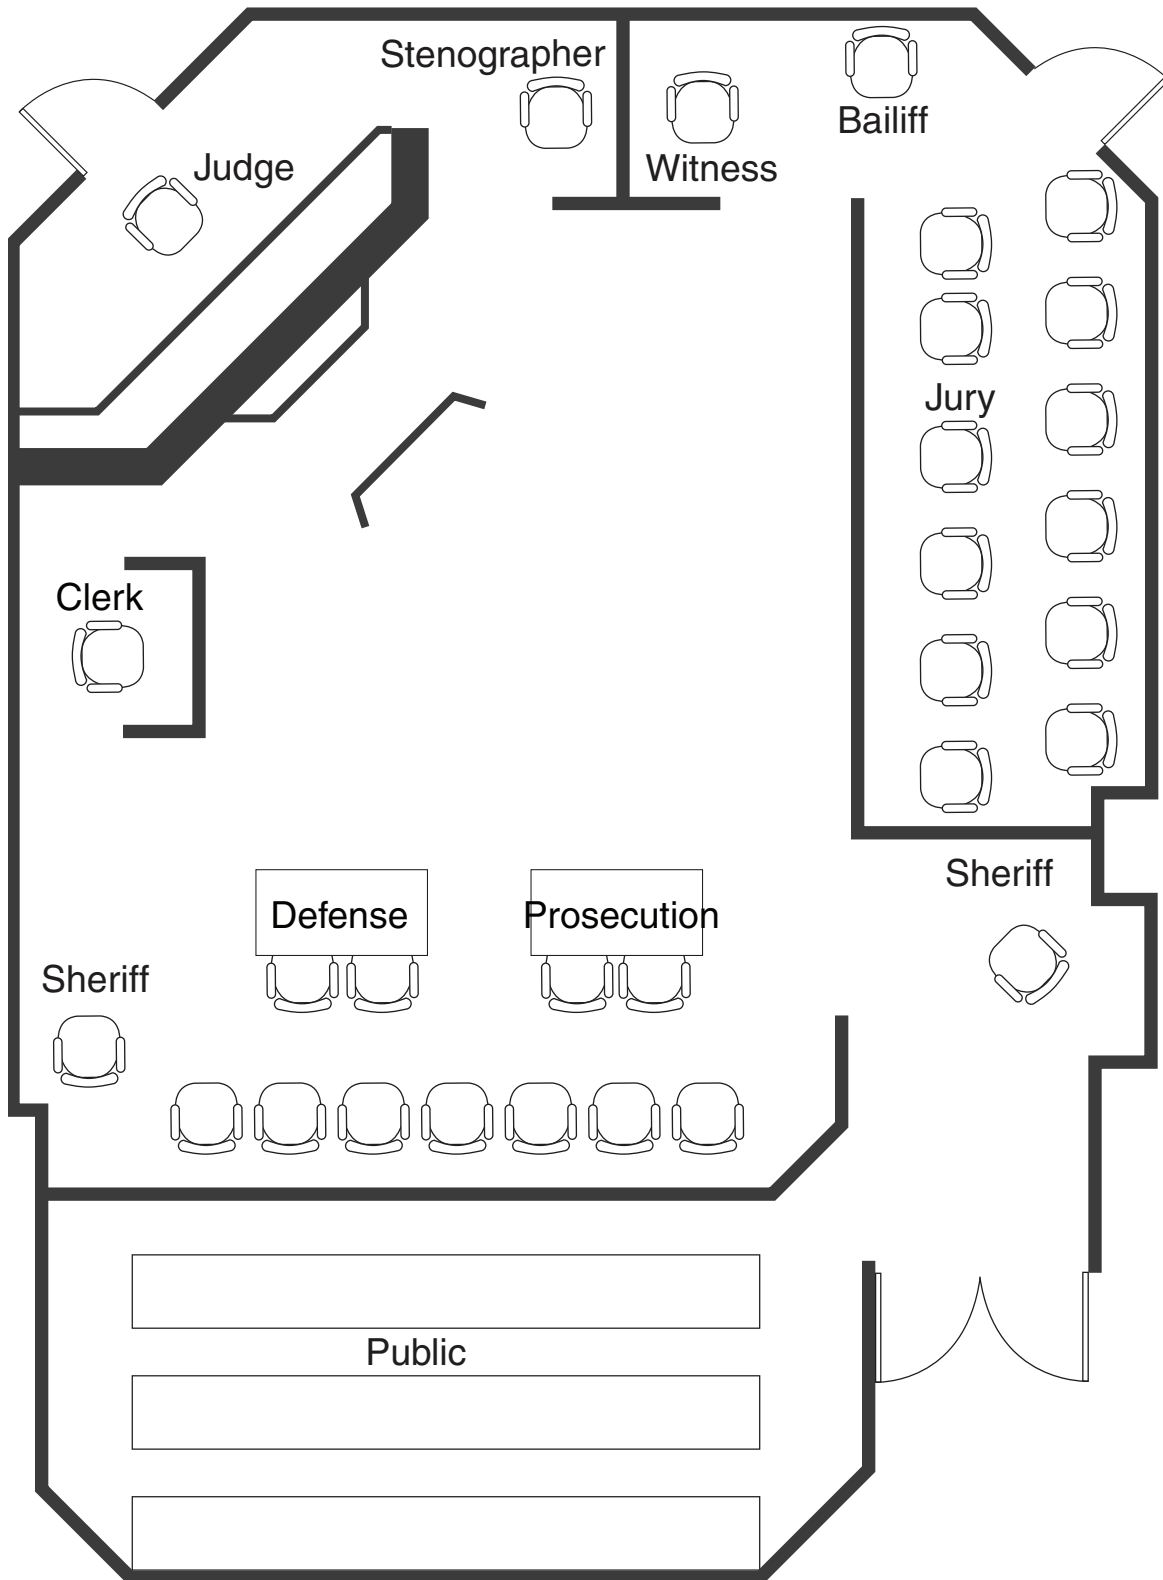 Stenographer
Bailiff
Judge
Witness
Jury
Clerk
Sheriff
Defense
Prosecution
Sheriff
Public